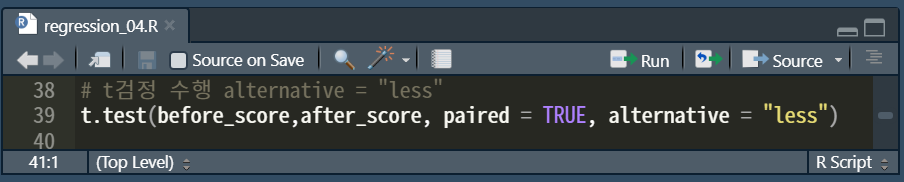 regression_04.R
Source on Save
Run
Source
38 # t검정 수행 alternative = "less"
39 t.test(before_score,after_score, paired = TRUE, alternative = "less")
40
41:1 (Top Level) R Script